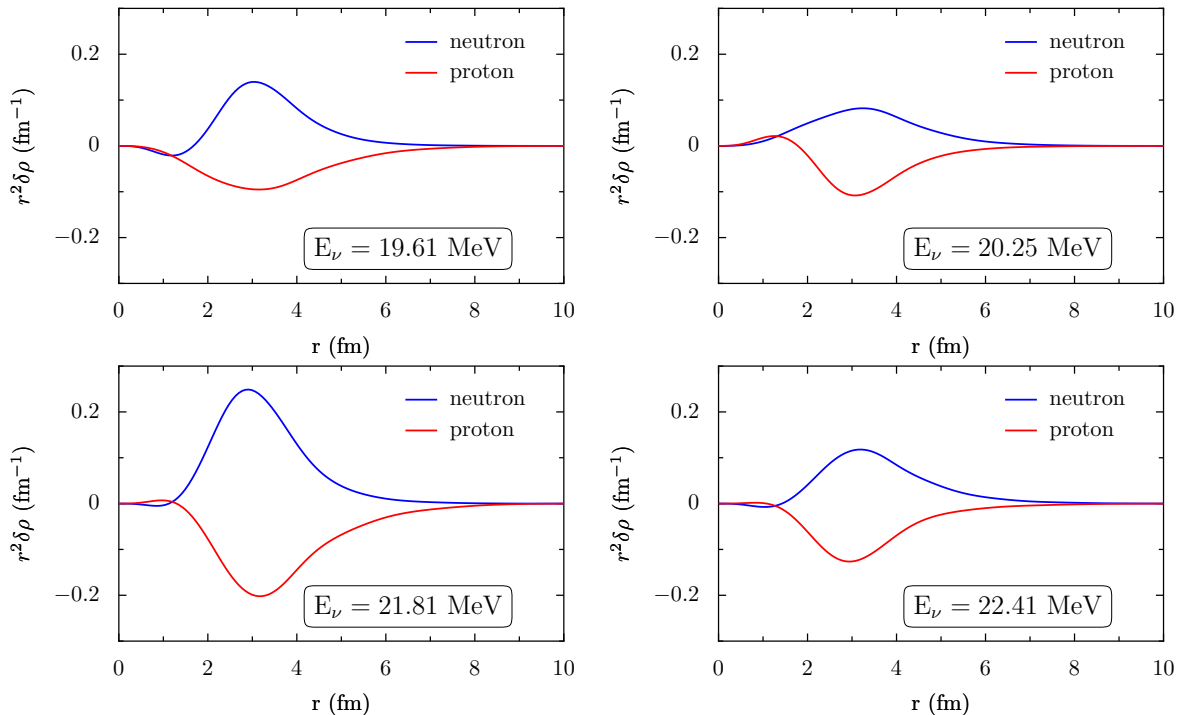 neutron
proton
0.2
0
−0.2
r²δρ (fm⁻¹)
E_ν = 19.61 MeV
0 2 4 6 8 10
r (fm)
neutron
proton
0.2
0
−0.2
r²δρ (fm⁻¹)
E_ν = 20.25 MeV
0 2 4 6 8 10
r (fm)
neutron
proton
0.2
0
−0.2
r²δρ (fm⁻¹)
E_ν = 21.81 MeV
0 2 4 6 8 10
r (fm)
neutron
proton
0.2
0
−0.2
r²δρ (fm⁻¹)
E_ν = 22.41 MeV
0 2 4 6 8 10
r (fm)